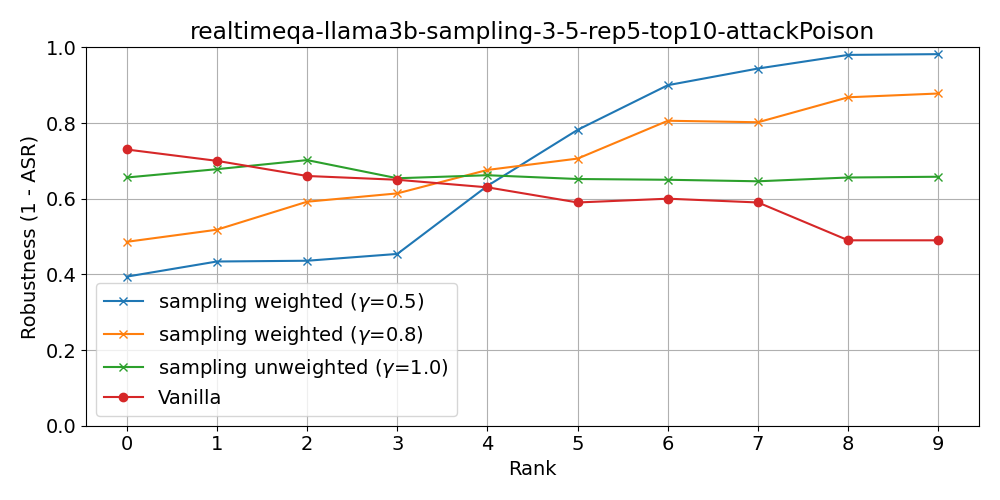 realtimeqa-llama3b-sampling-3-5-rep5-top10-attackPoison
Robustness (1 - ASR)
1.0
0.8
0.6
0.4
0.2
0.0
sampling weighted (γ=0.5)
sampling weighted (γ=0.8)
sampling unweighted (γ=1.0)
Vanilla
0 1 2 3 4 5 6 7 8 9
Rank